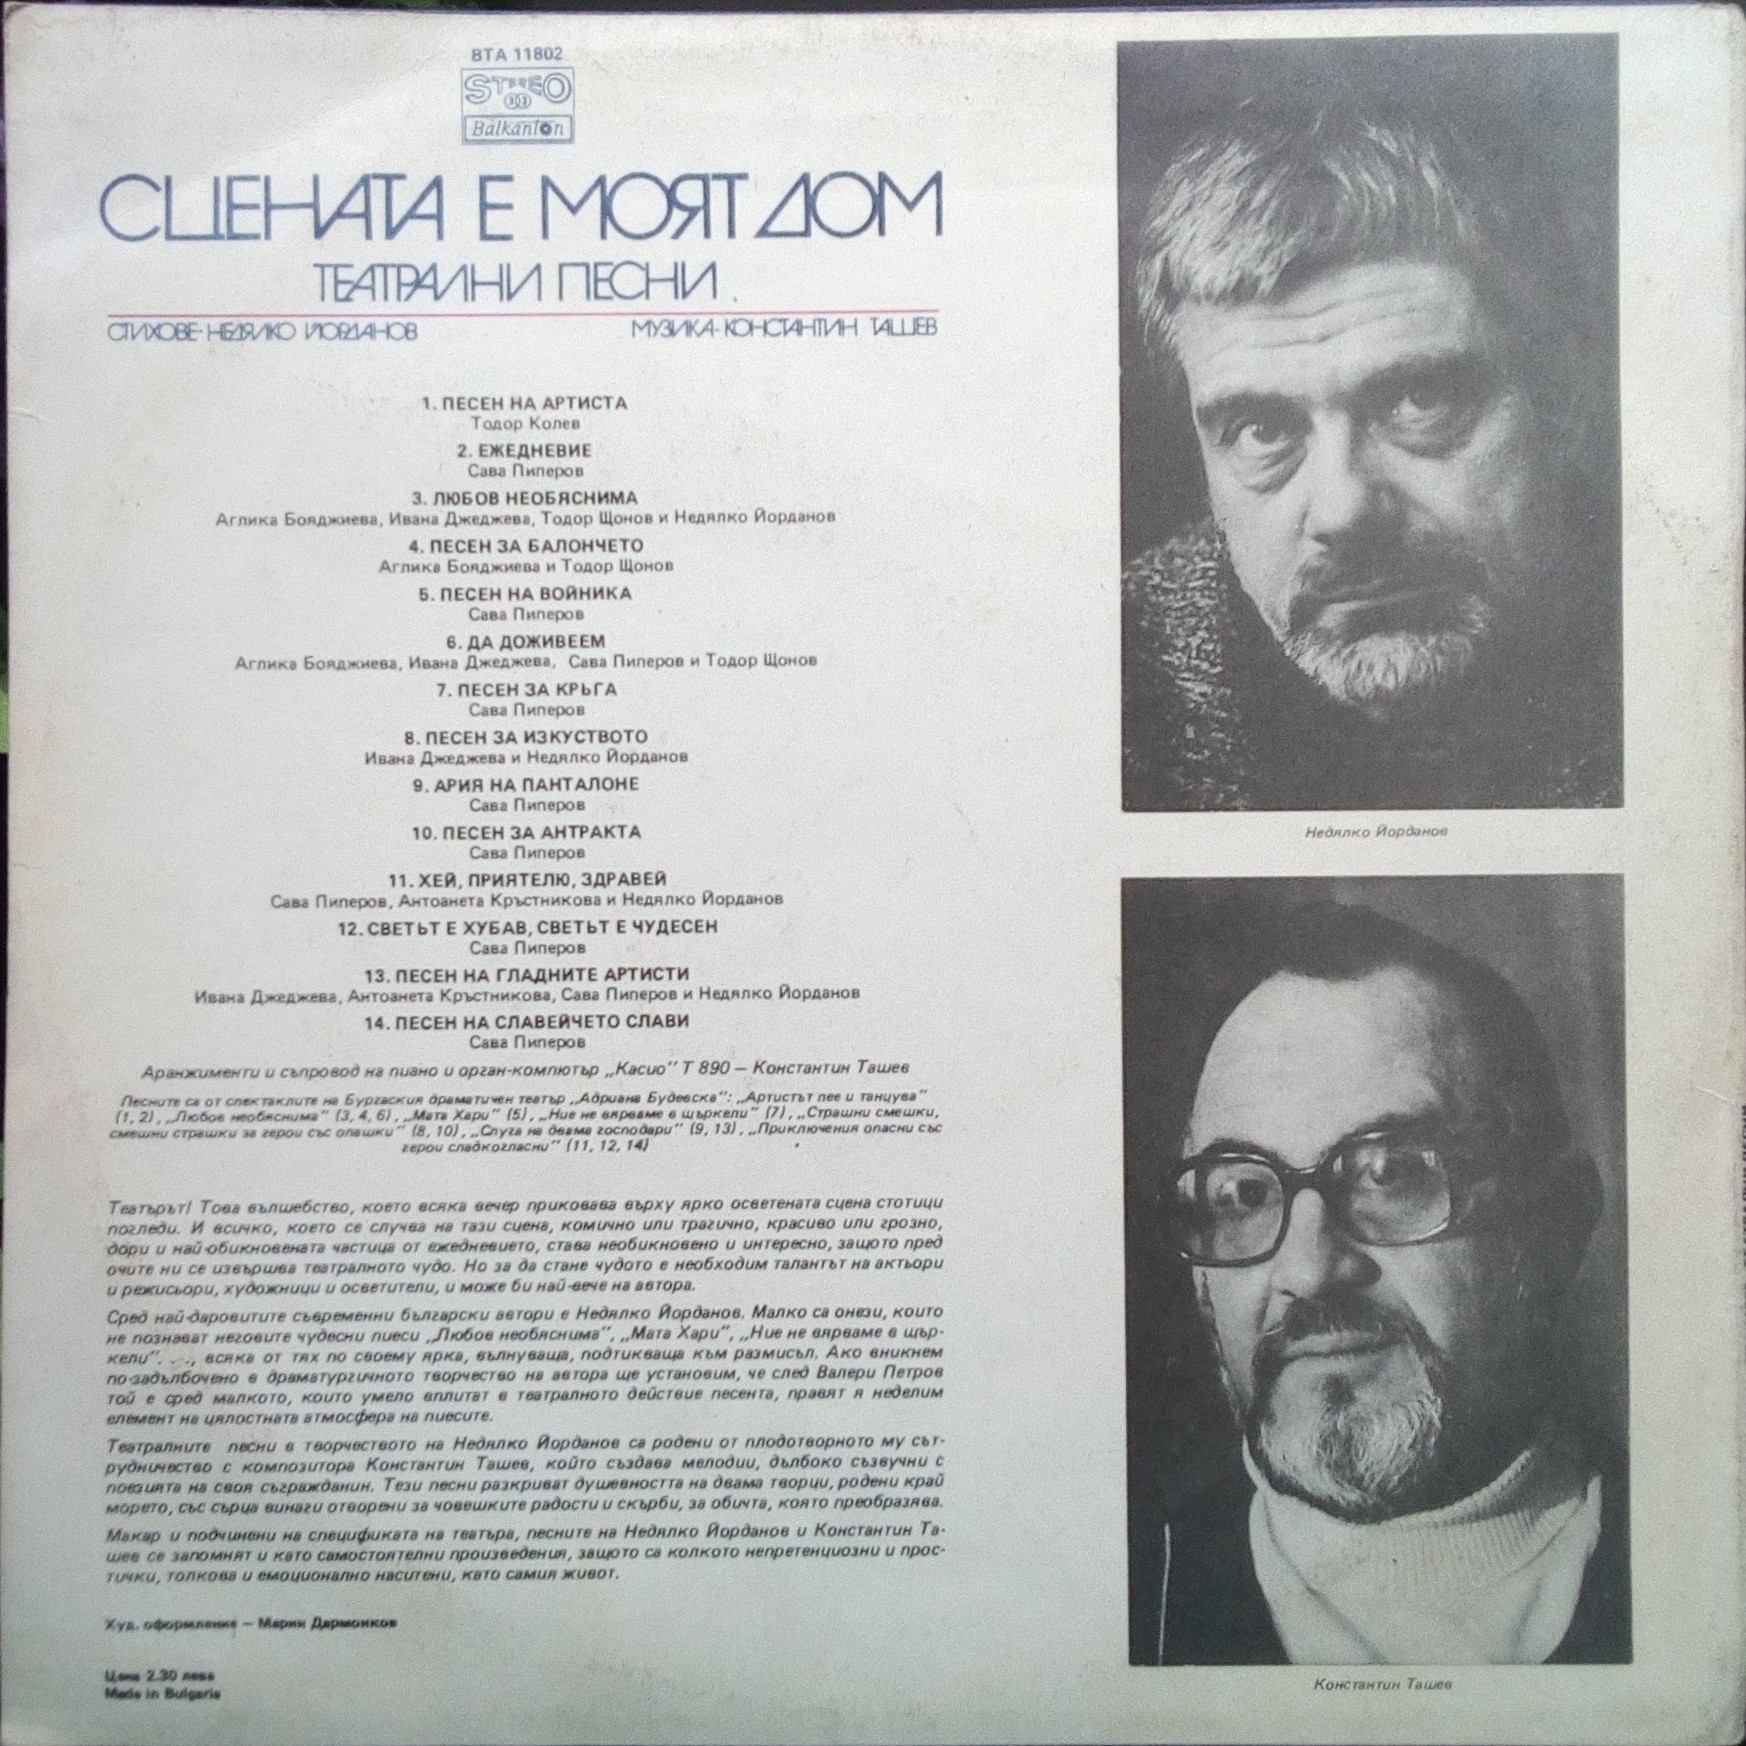 ВТА 11802
STEREO
Balkanton
СЦЕНАТА Е МОЯТ ДОМ
ТЕАТРАЛНИ ПЕСНИ
СТИХОВЕ-НЕДЯЛКО ЙОРДАНОВ МУЗИКА-КОНСТАНТИН ТАШЕВ
1. ПЕСЕН НА АРТИСТА
Тодор Колев
2. ЕЖЕДНЕВИЕ
Сава Пиперов
3. ЛЮБОВ НЕОБЯСНИМА
Аглика Бояджиева, Ивана Джеджева, Тодор Щонов и Недялко Йорданов
4. ПЕСЕН ЗА БАЛОНЧЕТО
Аглика Бояджиева и Тодор Щонов
5. ПЕСЕН НА ВОЙНИКА
Сава Пиперов
6. ДА ДОЖИВЕЕМ
Аглика Бояджиева, Ивана Джеджева, Сава Пиперов и Тодор Щонов
7. ПЕСЕН ЗА КРЪГА
Сава Пиперов
8. ПЕСЕН ЗА ИЗКУСТВОТО
Ивана Джеджева и Недялко Йорданов
9. АРИЯ НА ПАНТАЛОНЕ
Сава Пиперов
10. ПЕСЕН ЗА АНТРАКТА
Сава Пиперов
11. ХЕЙ, ПРИЯТЕЛЮ, ЗДРАВЕЙ
Сава Пиперов, Антоанета Кръстникова и Недялко Йорданов
12. СВЕТЪТ Е ХУБАВ, СВЕТЪТ Е ЧУДЕСЕН
Сава Пиперов
13. ПЕСЕН НА ГЛАДНИТЕ АРТИСТИ
Ивана Джеджева, Антоанета Кръстникова, Сава Пиперов и Недялко Йорданов
14. ПЕСЕН НА СЛАВЕЙЧЕТО СЛАВИ
Сава Пиперов
Аранжименти и съпровод на пиано и орган-компютър „Касио" Т 890 – Константин Ташев
Песните са от спектаклите на Бургаския драматичен театър „Адриана Будевска": „Артистът пее и танцува"
(1, 2), „Любов необяснима" (3, 4, 6), „Мата Хари" (5), „Ние не вярваме в щъркели" (7), „Страшни смешки,
смешни страшки за герои със опашки" (8, 10), „Слуга на двама господари" (9, 13), „Приключения опасни със
герои сладкогласни" (11, 12, 14)
Театърът! Това вълшебство, което всяка вечер приковава върху ярко осветената сцена стотици
погледи. И всичко, което се случва на тази сцена, комично или трагично, красиво или грозно,
дори и най-обикновената частица от ежедневието, става необикновено и интересно, защото пред
очите ни се извършва театралното чудо. Но за да стане чудото е необходим талантът на актьори
и режисьори, художници и осветители, и може би най-вече на автора.
Сред най-даровитите съвременни български автори е Недялко Йорданов. Малко са онези, които
не познават неговите чудесни пиеси „Любов необяснима", „Мата Хари", „Ние не вярваме в щър-
кели"..., всяка от тях по своему ярка, вълнуваща, подтикваща към размисъл. Ако вникнем
по-задълбочено в драматургичното творчество на автора ще установим, че след Валери Петров
той е сред малкото, които умело вплитат в театралното действие песента, правят я неделим
елемент на цялостната атмосфера на пиесите.
Театралните песни в творчеството на Недялко Йорданов са родени от плодотворното му сът-
рудничество с композитора Константин Ташев, който създава мелодии, дълбоко съзвучни с
поезията на своя съгражданин. Тези песни разкриват душевността на двама творци, родени край
морето, със сърца винаги отворени за човешките радости и скърби, за обичта, която преобразява.
Макар и подчинени на спецификата на театъра, песните на Недялко Йорданов и Константин Та-
шев се запомнят и като самостоятелни произведения, защото са колкото непретенциозни и прос-
тички, толкова и емоционално наситени, като самия живот.
Худ. оформление – Марин Дармонков
Цена 2.30 лева
Made in Bulgaria
Недялко Йорданов
Константин Ташев